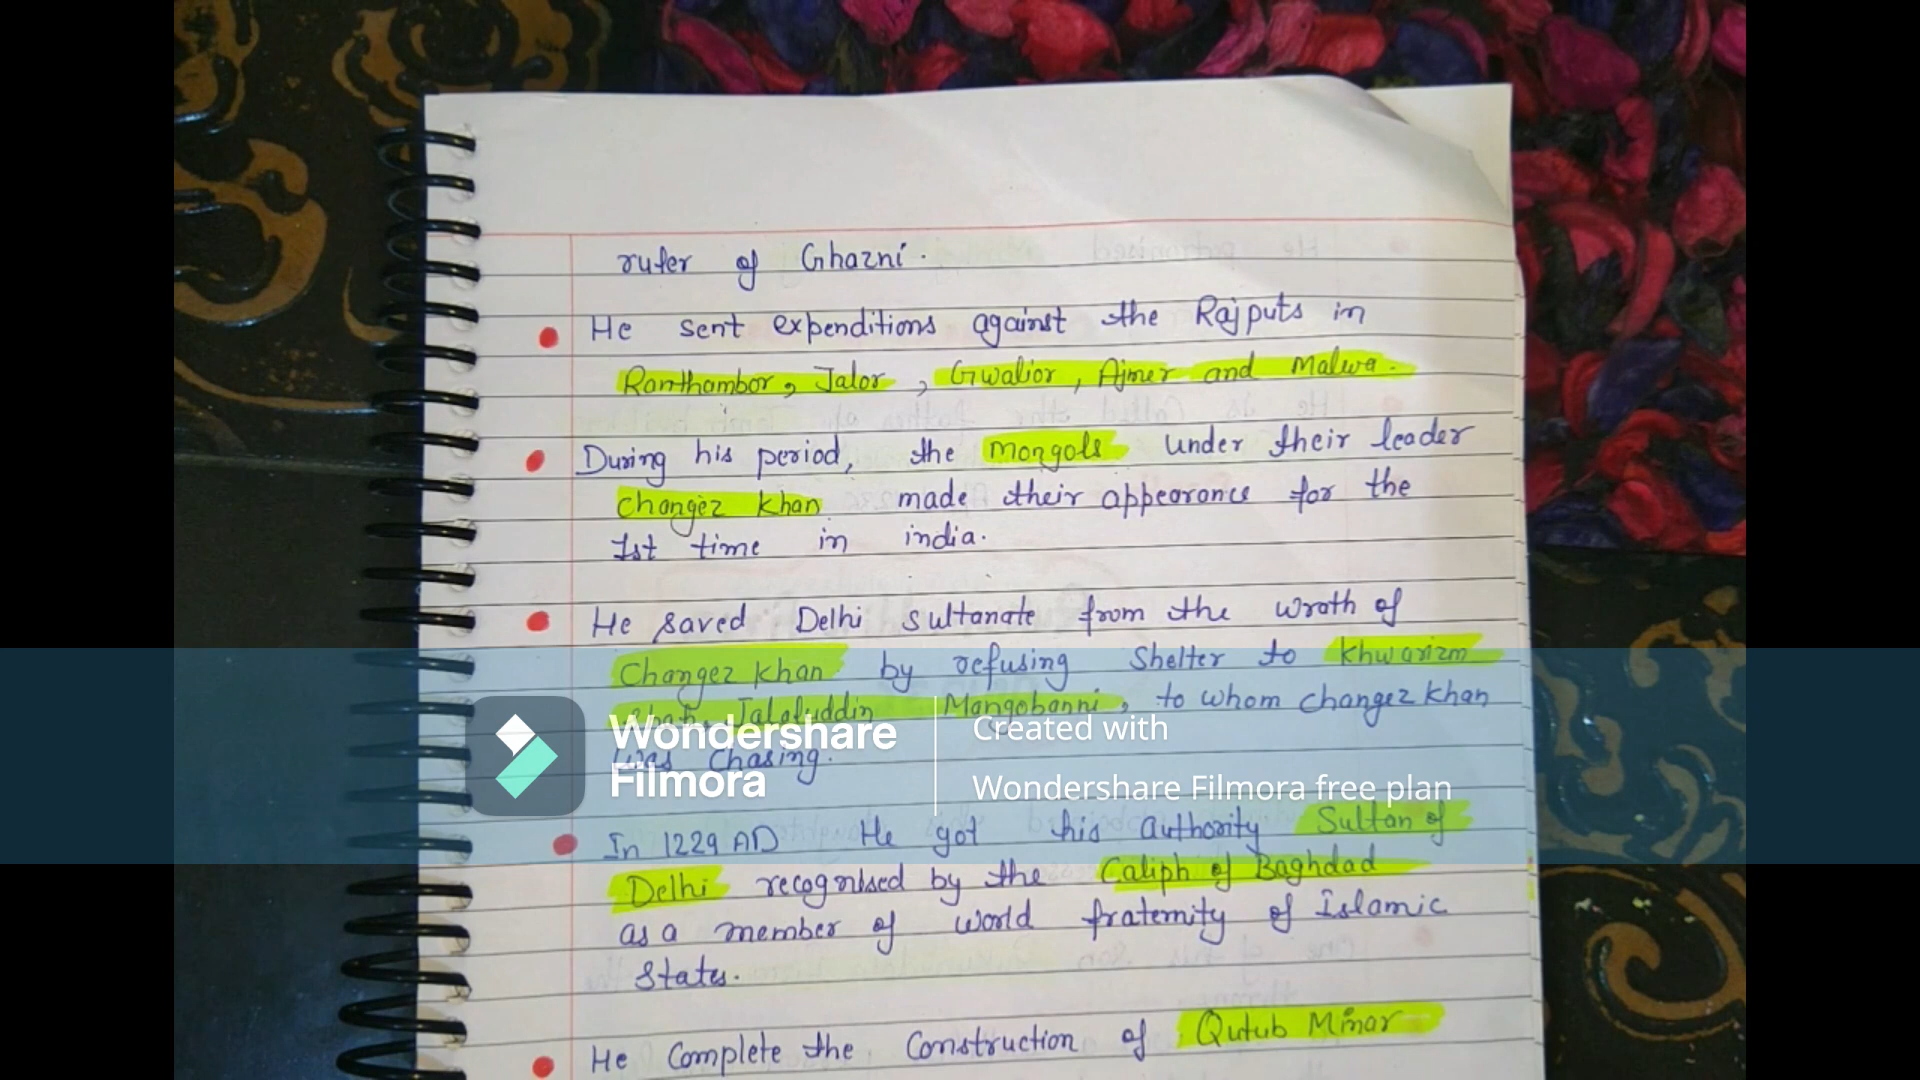 ruler of Ghazni.
He sent expenditions against the Rajputs in
Ranthambor, Jalor, Gwalior, Ajmer and Malwa.
During his period, the Mongols under their leader
Changez Khan made their appearance for the
1st time in india.
He saved Delhi sultanate from the wrath of
Changez Khan by refusing Shelter to Khwarizm
Shah, Jalaluddin Mangobanni, to whom changez khan
was chasing.
Wondershare
Filmora
Created with
Wondershare Filmora free plan
In 1229 AD He got his authority Sultan of
Delhi recognised by the Caliph of Baghdad
as a member of world fraternity of Islamic
States.
He Complete the Construction of Qutub Minar